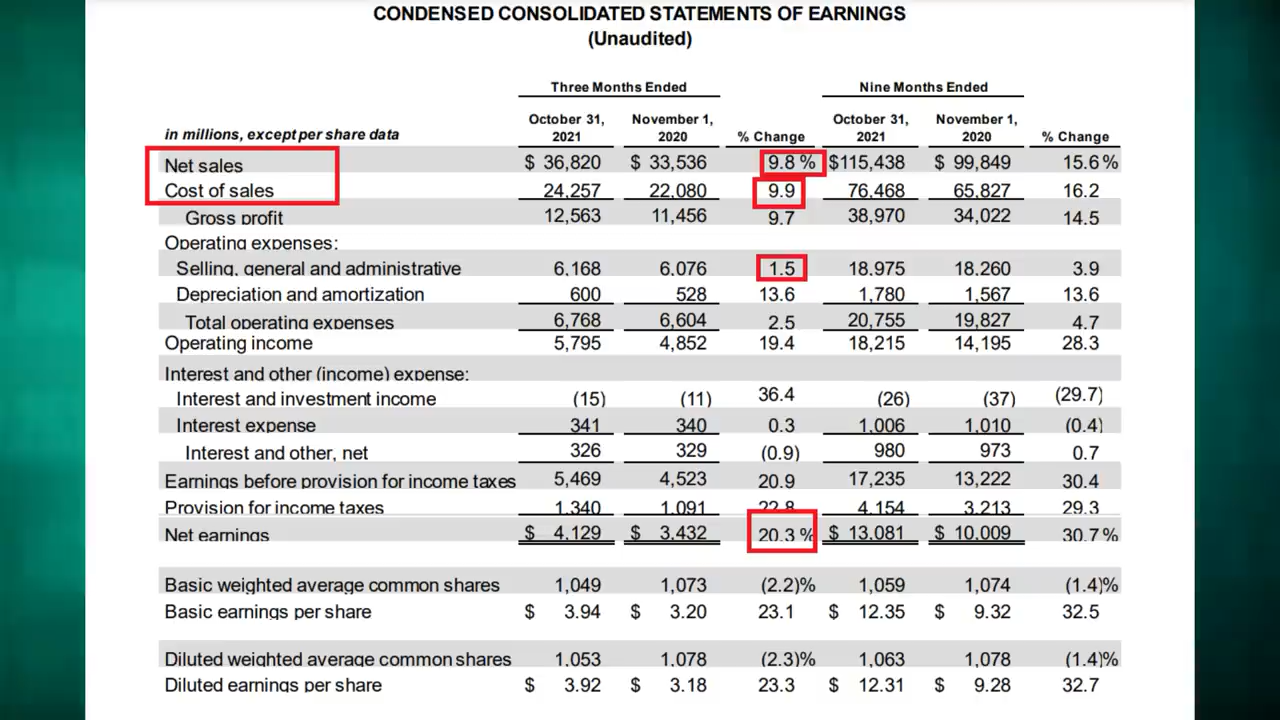 CONDENSED CONSOLIDATED STATEMENTS OF EARNINGS
(Unaudited)
Three Months Ended Nine Months Ended
in millions, except per share data October 31, 2021 November 1, 2020 % Change October 31, 2021 November 1, 2020 % Change
Net sales $ 36,820 $ 33,536 9.8 % $115,438 $ 99,849 15.6 %
Cost of sales 24,257 22,080 9.9 76,468 65,827 16.2
Gross profit 12,563 11,456 9.7 38,970 34,022 14.5
Operating expenses:
Selling, general and administrative 6,168 6,076 1.5 18,975 18,260 3.9
Depreciation and amortization 600 528 13.6 1,780 1,567 13.6
Total operating expenses 6,768 6,604 2.5 20,755 19,827 4.7
Operating income 5,795 4,852 19.4 18,215 14,195 28.3
Interest and other (income) expense:
Interest and investment income (15) (11) 36.4 (26) (37) (29.7)
Interest expense 341 340 0.3 1,006 1,010 (0.4)
Interest and other, net 326 329 (0.9) 980 973 0.7
Earnings before provision for income taxes 5,469 4,523 20.9 17,235 13,222 30.4
Provision for income taxes 1,340 1,091 22.8 4,154 3,213 29.3
Net earnings $ 4,129 $ 3,432 20.3 % $ 13,081 $ 10,009 30.7 %
Basic weighted average common shares 1,049 1,073 (2.2)% 1,059 1,074 (1.4)%
Basic earnings per share $ 3.94 $ 3.20 23.1 $ 12.35 $ 9.32 32.5
Diluted weighted average common shares 1,053 1,078 (2.3)% 1,063 1,078 (1.4)%
Diluted earnings per share $ 3.92 $ 3.18 23.3 $ 12.31 $ 9.28 32.7